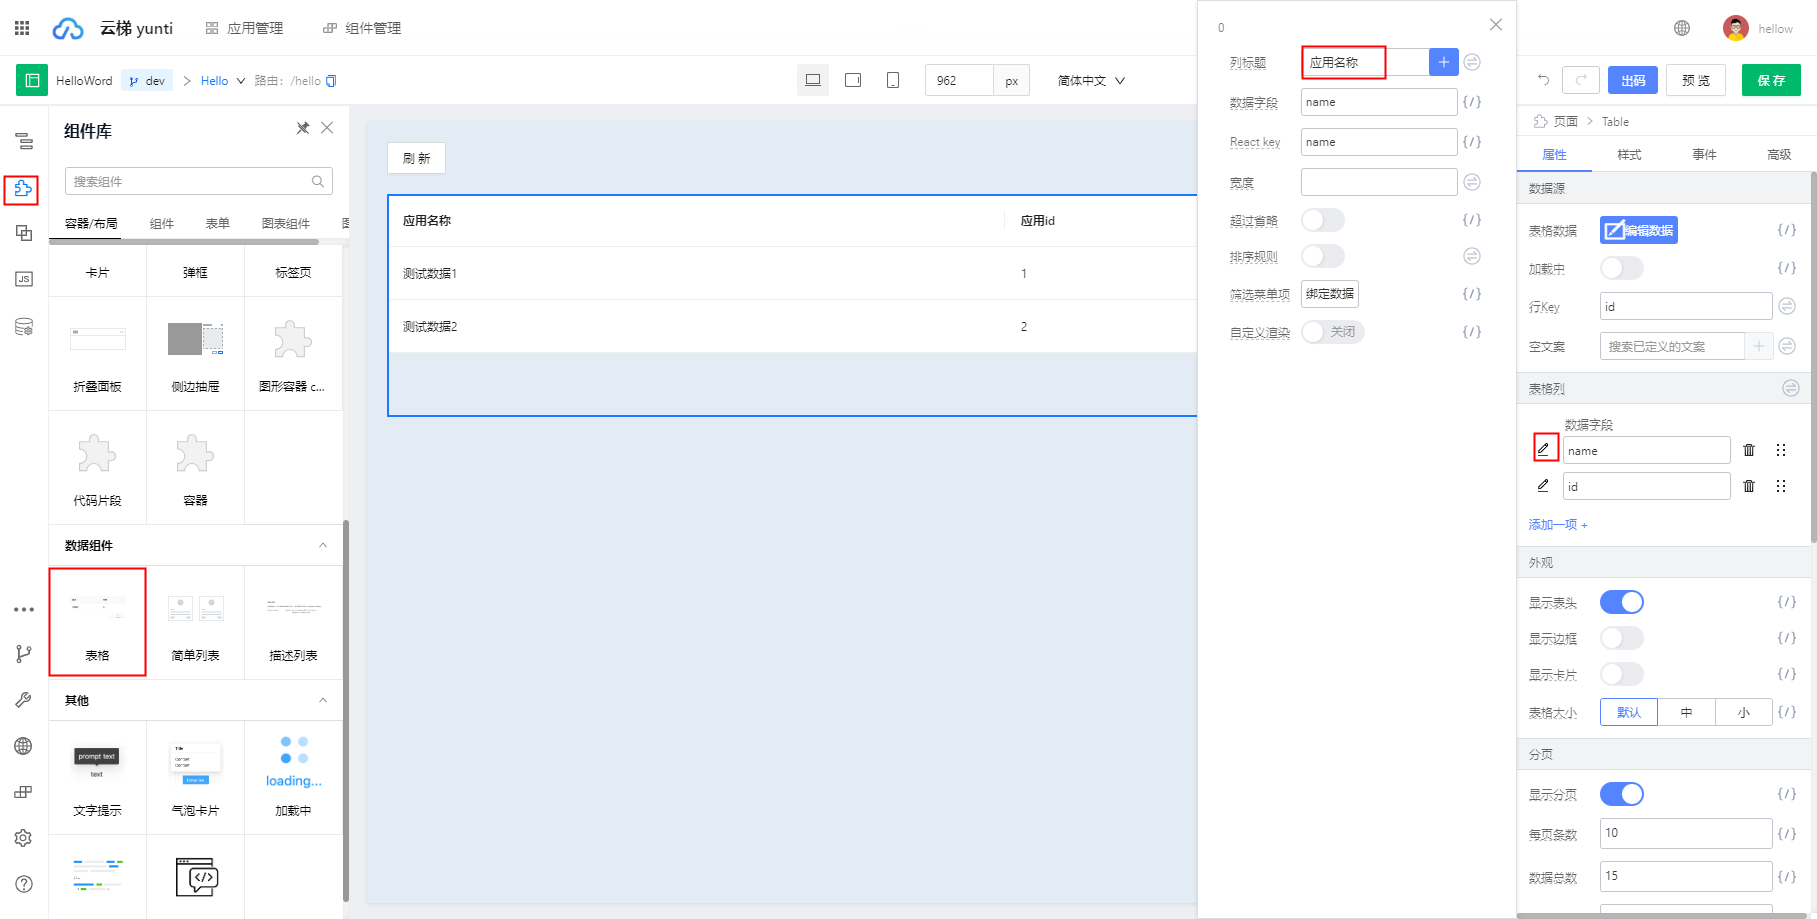 云梯 yunti
应用管理
组件管理
hellow
HelloWord
dev
Hello
路由: /hello
962
px
简体中文
出码
预 览
保 存
组件库
搜索组件
容器/布局
组件
表单
图表组件
卡片
弹框
标签页
折叠面板
侧边抽屉
图形容器 c...
代码片段
容器
数据组件
表格
简单列表
描述列表
其他
prompt text
text
Title
Content
Content
loading...
文字提示
气泡卡片
加载中
JS
刷 新
应用名称
应用id
测试数据1
1
测试数据2
2
0
列标题
应用名称
数据字段
name
React key
name
宽度
超过省略
排序规则
筛选菜单项
绑定数据
自定义渲染
关闭
页面 > Table
属性
样式
事件
高级
数据源
表格数据
编辑数据
加载中
行Key
id
空文案
搜索已定义的文案
表格列
数据字段
name
id
添加一项 +
外观
显示表头
显示边框
显示卡片
表格大小
默认
中
小
分页
显示分页
每页条数
10
数据总数
15